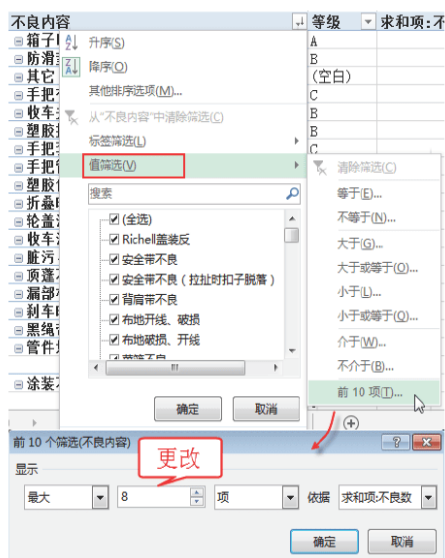 不良内容 等级 求和项:不
箱子 A
防滑 B
其它 (空白)
手把 C
收车 B
塑胶 B
手把 C
手把
塑胶
折叠
轮盖
收车
脏污
顶蓬
漏部
刹车
黑绳
管件
涂装
升序(S)
降序(O)
其他排序选项(M)...
从"不良内容"中清除筛选(C)
标签筛选(L)
值筛选(V)
搜索
(全选)
Richell盖装反
安全带不良
安全带不良（拉扯时扣子脱落）
背肩带不良
布地开线、破损
布地破损、开线
确定 取消
清除筛选(C)
等于(E)...
不等于(N)...
大于(G)...
大于或等于(O)...
小于(L)...
小于或等于(Q)...
介于(W)...
不介于(B)...
前 10 项(T)...
前 10 个筛选(不良内容)
更改
显示
最大 8 项 依据 求和项:不良数
确定 取消